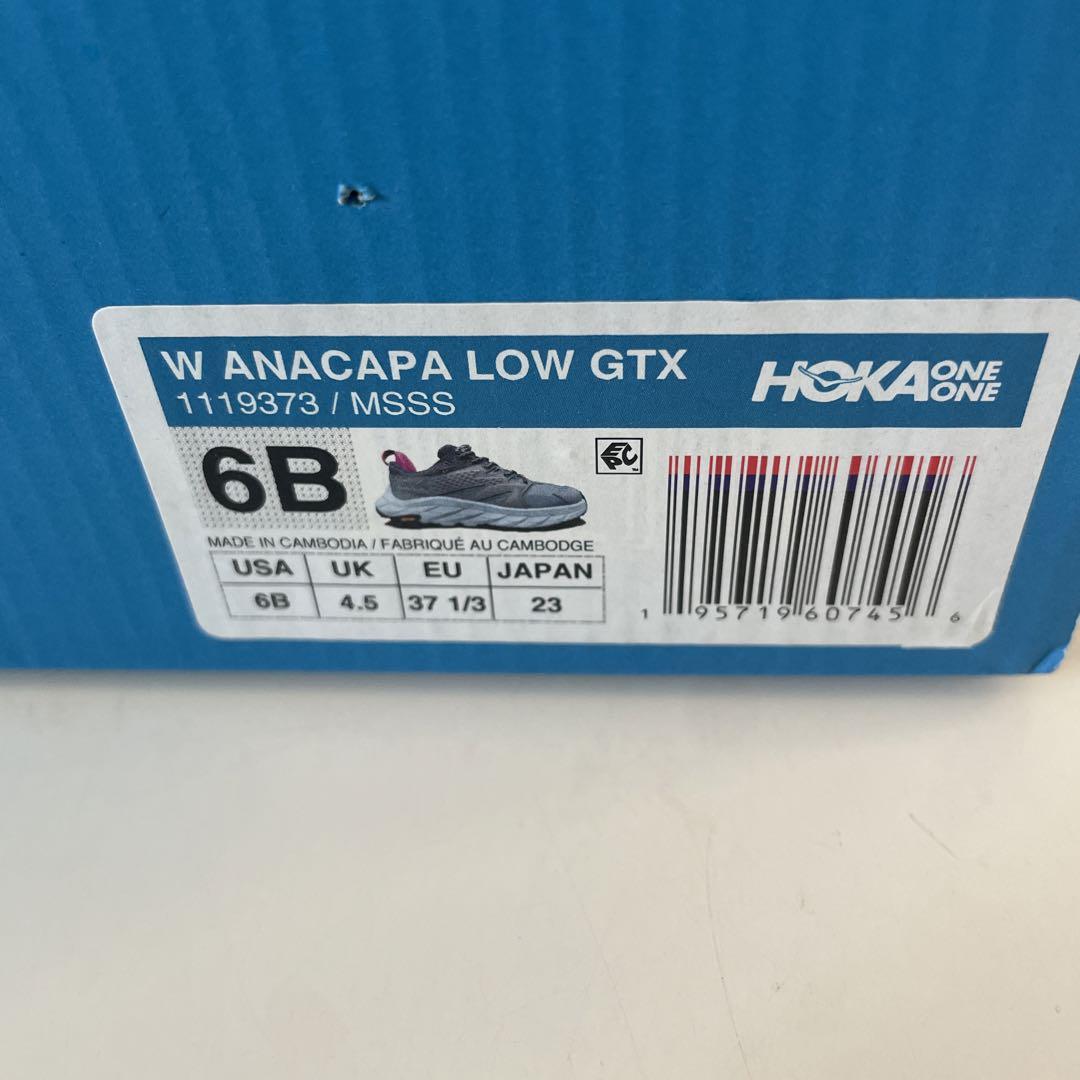 W ANACAPA LOW GTX
1119373 / MSSS
HOKA ONE ONE
6B
EPC
MADE IN CAMBODIA / FABRIQUÉ AU CAMBODGE
USA UK EU JAPAN
6B 4.5 37 1/3 23
1 95719 60745 6